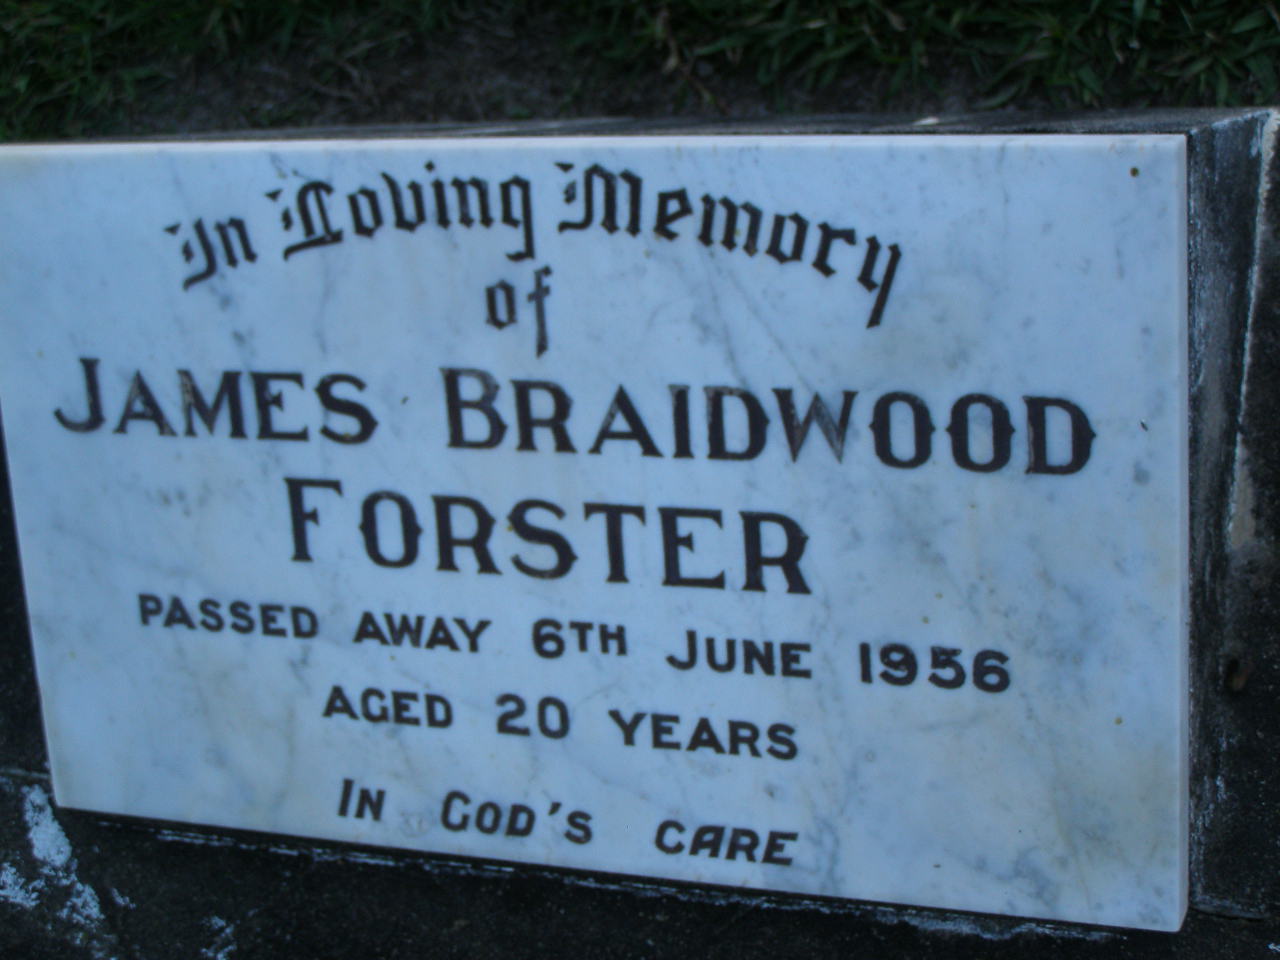 In Loving Memory
of
JAMES BRAIDWOOD
FORSTER
PASSED AWAY 6TH JUNE 1956
AGED 20 YEARS
IN GOD'S CARE